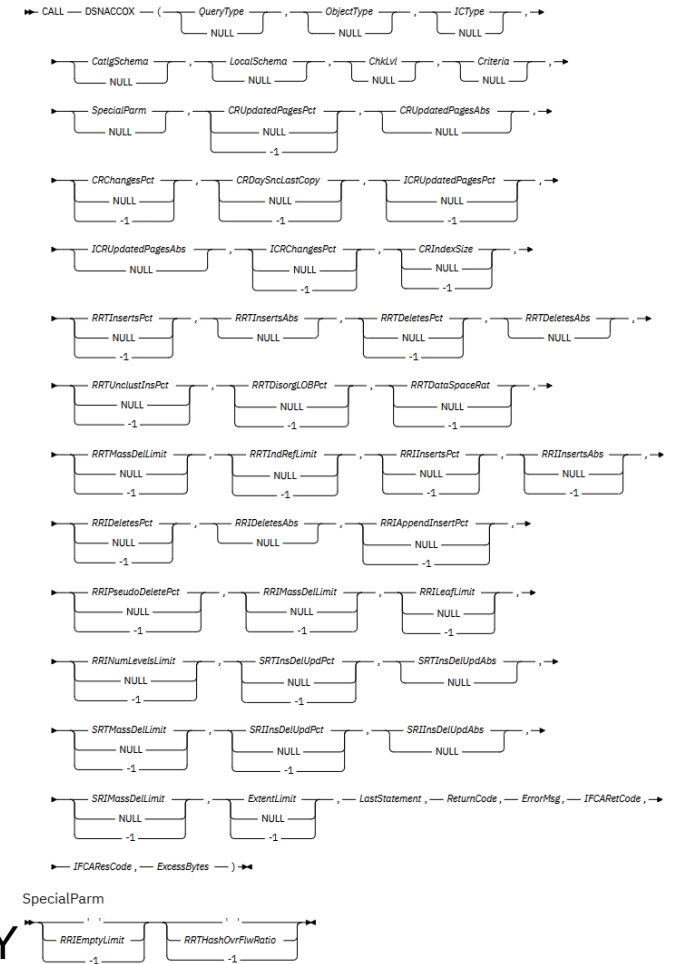 CALL DSNACCOX ( QueryType , ObjectType , ICType ,
NULL NULL NULL
CatlgSchema , LocalSchema , ChkLvl , Criteria ,
NULL NULL NULL NULL
SpecialParm , CRUpdatedPagesPct , CRUpdatedPagesAbs ,
NULL NULL NULL
-1
CRChangesPct , CRDaySncLastCopy , ICRUpdatedPagesPct ,
NULL NULL NULL
-1 -1 -1
ICRUpdatedPagesAbs , ICRChangesPct , CRIndexSize ,
NULL NULL NULL
-1 -1
RRTInsertsPct , RRTInsertsAbs , RRTDeletesPct , RRTDeletesAbs ,
NULL NULL NULL NULL
-1 -1
RRTUnclustInsPct , RRTDisorgLOBPct , RRTDataSpaceRat ,
NULL NULL NULL
-1 -1 -1
RRTMassDelLimit , RRTIndRefLimit , RRIInsertsPct , RRIInsertsAbs ,
NULL NULL NULL NULL
-1 -1 -1 -1
RRIDeletesPct , RRIDeletesAbs , RRIAppendInsertPct ,
NULL NULL NULL
-1 -1
RRIPseudoDeletePct , RRIMassDelLimit , RRILeafLimit ,
NULL NULL NULL
-1 -1 -1
RRINumLevelsLimit , SRTInsDelUpdPct , SRTInsDelUpdAbs ,
NULL NULL NULL
-1 -1
SRTMassDelLimit , SRIInsDelUpdPct , SRIInsDelUpdAbs ,
NULL NULL NULL
-1 -1
SRIMassDelLimit , ExtentLimit , LastStatement , ReturnCode , ErrorMsg , IFCARetCode ,
NULL NULL
-1 -1
IFCAResCode , ExcessBytes )
SpecialParm
' ' ' '
Y RRIEmptyLimit RRTHashOvrFlwRatio
-1 -1